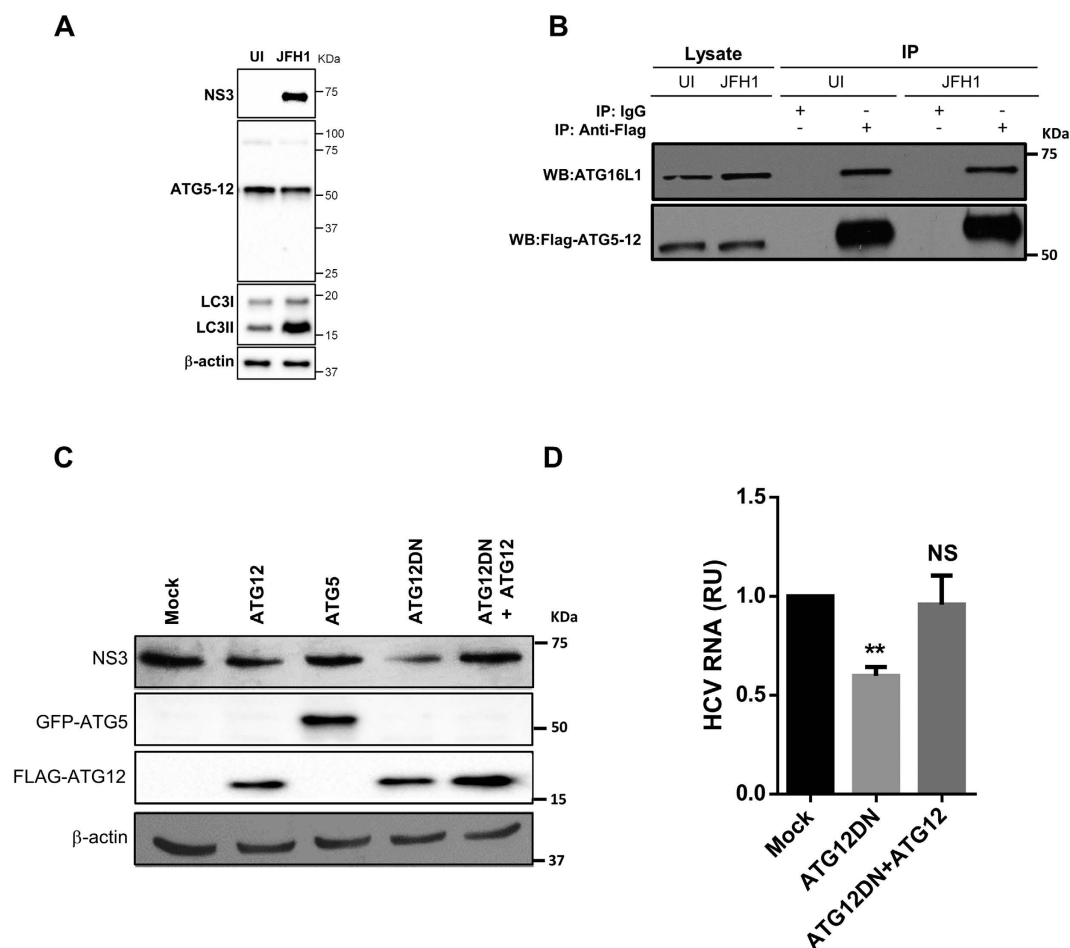 A
UI JFH1 KDa
NS3
75
100
75
ATG5-12
50
37
25
LC3I
20
LC3II
15
β-actin
37
B
Lysate IP
UI JFH1 UI JFH1
IP: IgG + - + -
IP: Anti-Flag - + - + KDa
75
WB:ATG16L1
WB:Flag-ATG5-12
50
C
Mock
ATG12
ATG5
ATG12DN
ATG12DN
+ ATG12
KDa
75
NS3
GFP-ATG5
50
FLAG-ATG12
15
β-actin
37
D
HCV RNA (RU)
1.5
1.0
0.5
0.0
**
NS
Mock
ATG12DN
ATG12DN+ATG12